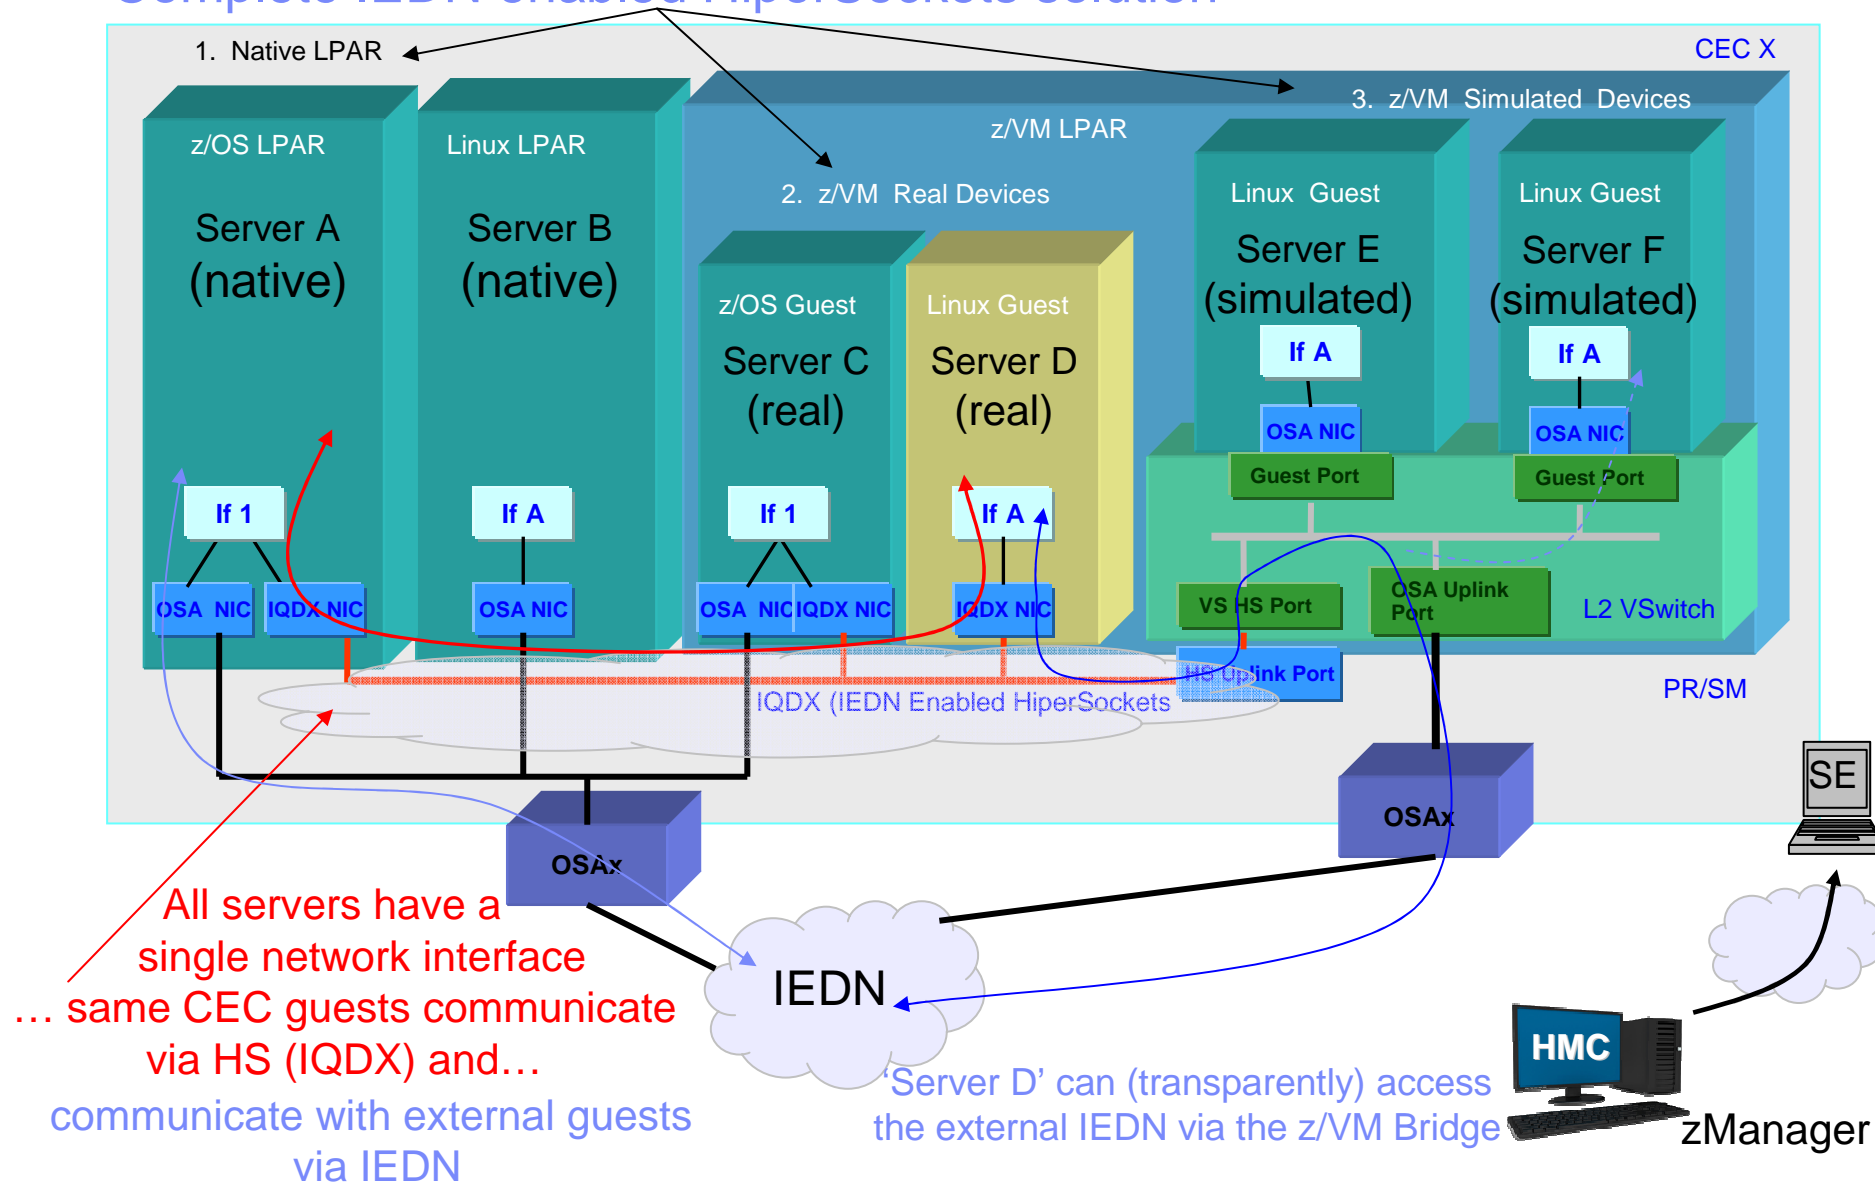 Complete IEDN enabled HiperSockets solution
1. Native LPAR
CEC X
3. z/VM Simulated Devices
z/VM LPAR
z/OS LPAR
Linux LPAR
2. z/VM Real Devices
Linux Guest
Linux Guest
Server A
(native)
Server B
(native)
Server E
(simulated)
Server F
(simulated)
z/OS Guest
Linux Guest
Server C
(real)
Server D
(real)
If A
If A
OSA NIC
OSA NIC
Guest Port
Guest Port
If 1
If A
If 1
If A
OSA NIC
IQDX NIC
OSA NIC
OSA NIC
IQDX NIC
IQDX NIC
VS HS Port
OSA Uplink
Port
L2 VSwitch
HS Uplink Port
IQDX (IEDN Enabled HiperSockets
PR/SM
SE
OSAx
OSAx
All servers have a
single network interface
… same CEC guests communicate
via HS (IQDX) and…
communicate with external guests
via IEDN
IEDN
'Server D' can (transparently) access
the external IEDN via the z/VM Bridge
HMC
zManager